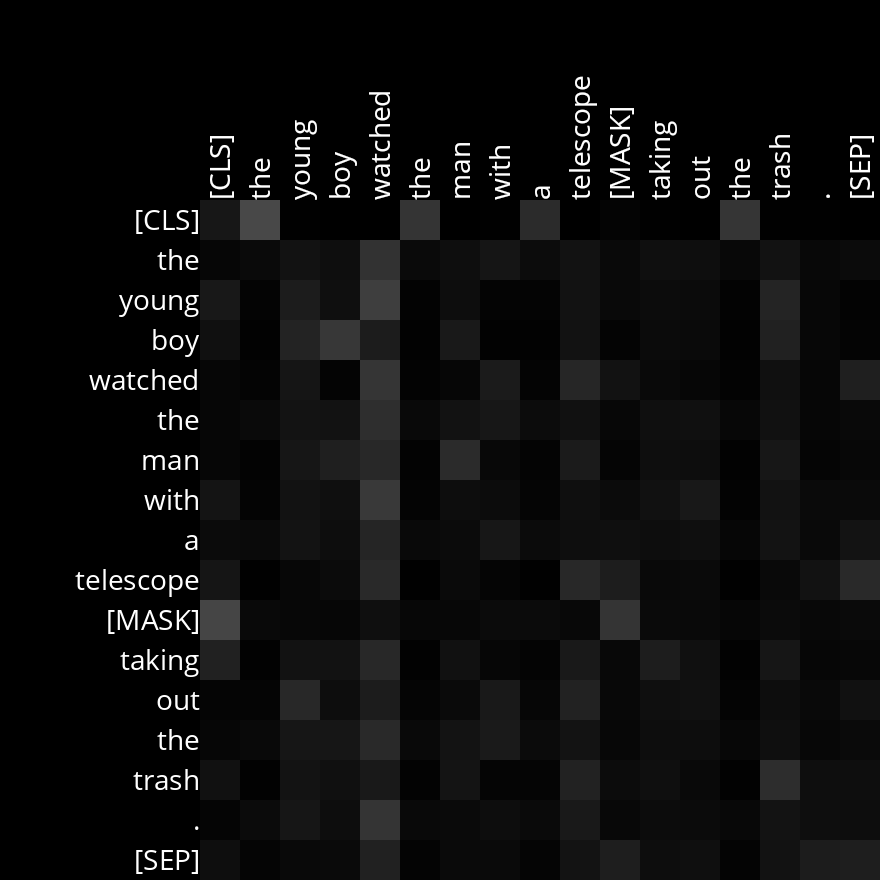 [CLS] the young boy watched the man with a telescope [MASK] taking out the trash . [SEP]
[CLS]
the
young
boy
watched
the
man
with
a
telescope
[MASK]
taking
out
the
trash
.
[SEP]